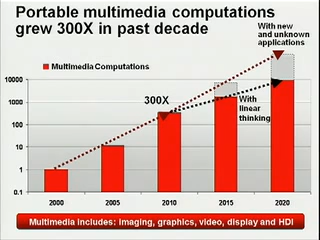 Portable multimedia computations
grew 300X in past decade
With new
and unknown
applications
Multimedia Computations
10000
1000
100
10
1
0.1
300X
With
linear
thinking
2000
2005
2010
2015
2020
Multimedia includes: imaging, graphics, video, display and HDI